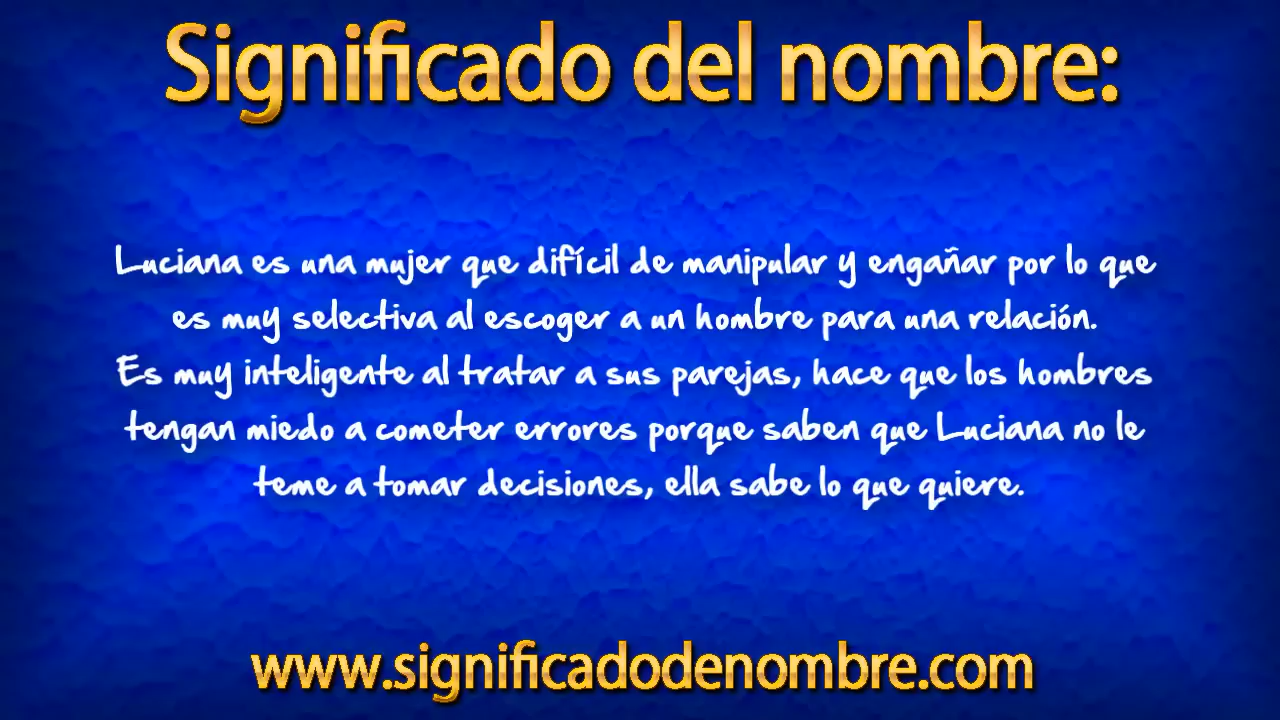 Significado del nombre:
Luciana es una mujer que difícil de manipular y engañar por lo que
es muy selectiva al escoger a un hombre para una relación.
Es muy inteligente al tratar a sus parejas, hace que los hombres
tengan miedo a cometer errores porque saben que Luciana no le
teme a tomar decisiones, ella sabe lo que quiere.
www.significadodenombre.com